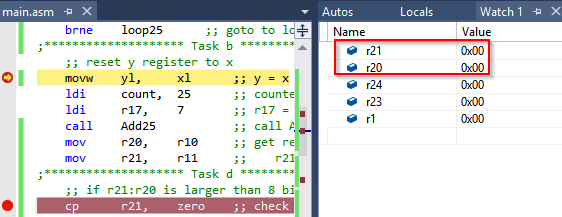 main.asm
brne loop25 ;; goto to lo
;******************* Task b *********
;; reset y register to x
movw yl, xl ;; y = x
ldi count, 25 ;; counte
ldi r17, 7 ;; r17 =
call Add25 ;; call A
mov r20, r10 ;; get re
mov r21, r11 ;; r21
;******************* Task d *********
;; if r21:r20 is larger than 8 bi
cp r21, zero ;; check
Autos Locals Watch 1
Name Value
r21 0x00
r20 0x00
r24 0x00
r23 0x00
r1 0x00